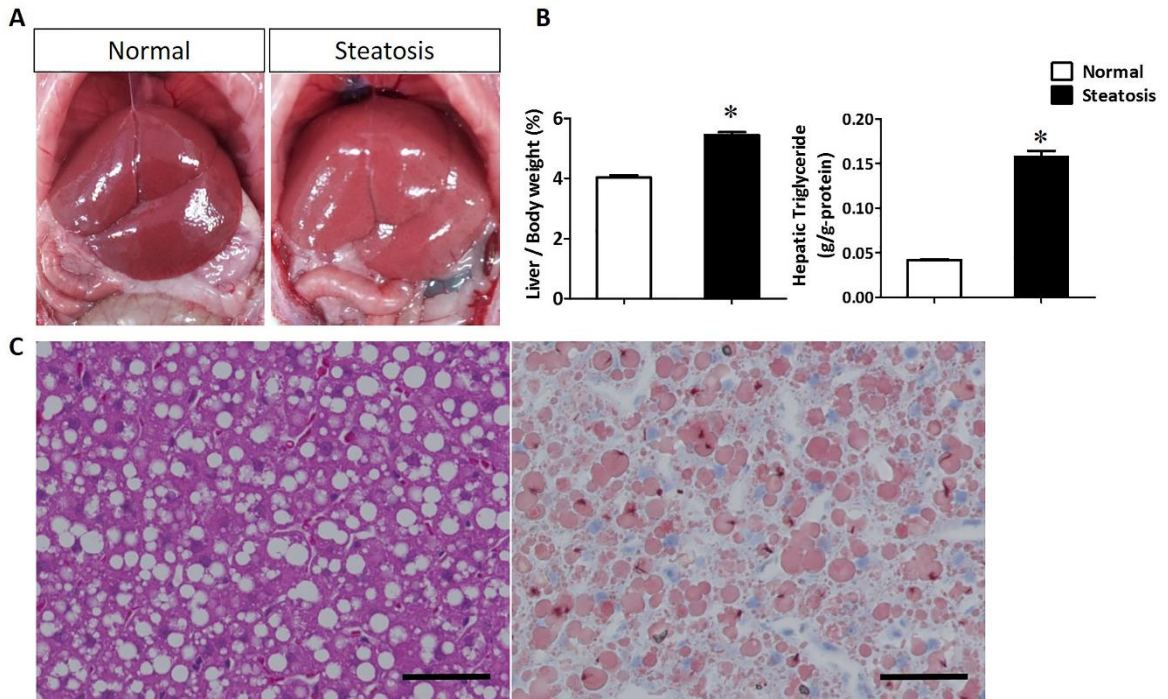 A
Normal
Steatosis
B
Normal
Steatosis
Liver / Body weight (%)
6
4
2
0
*
Hepatic Triglyceride
(g/g-protein)
0.20
0.15
0.10
0.05
0.00
*
C